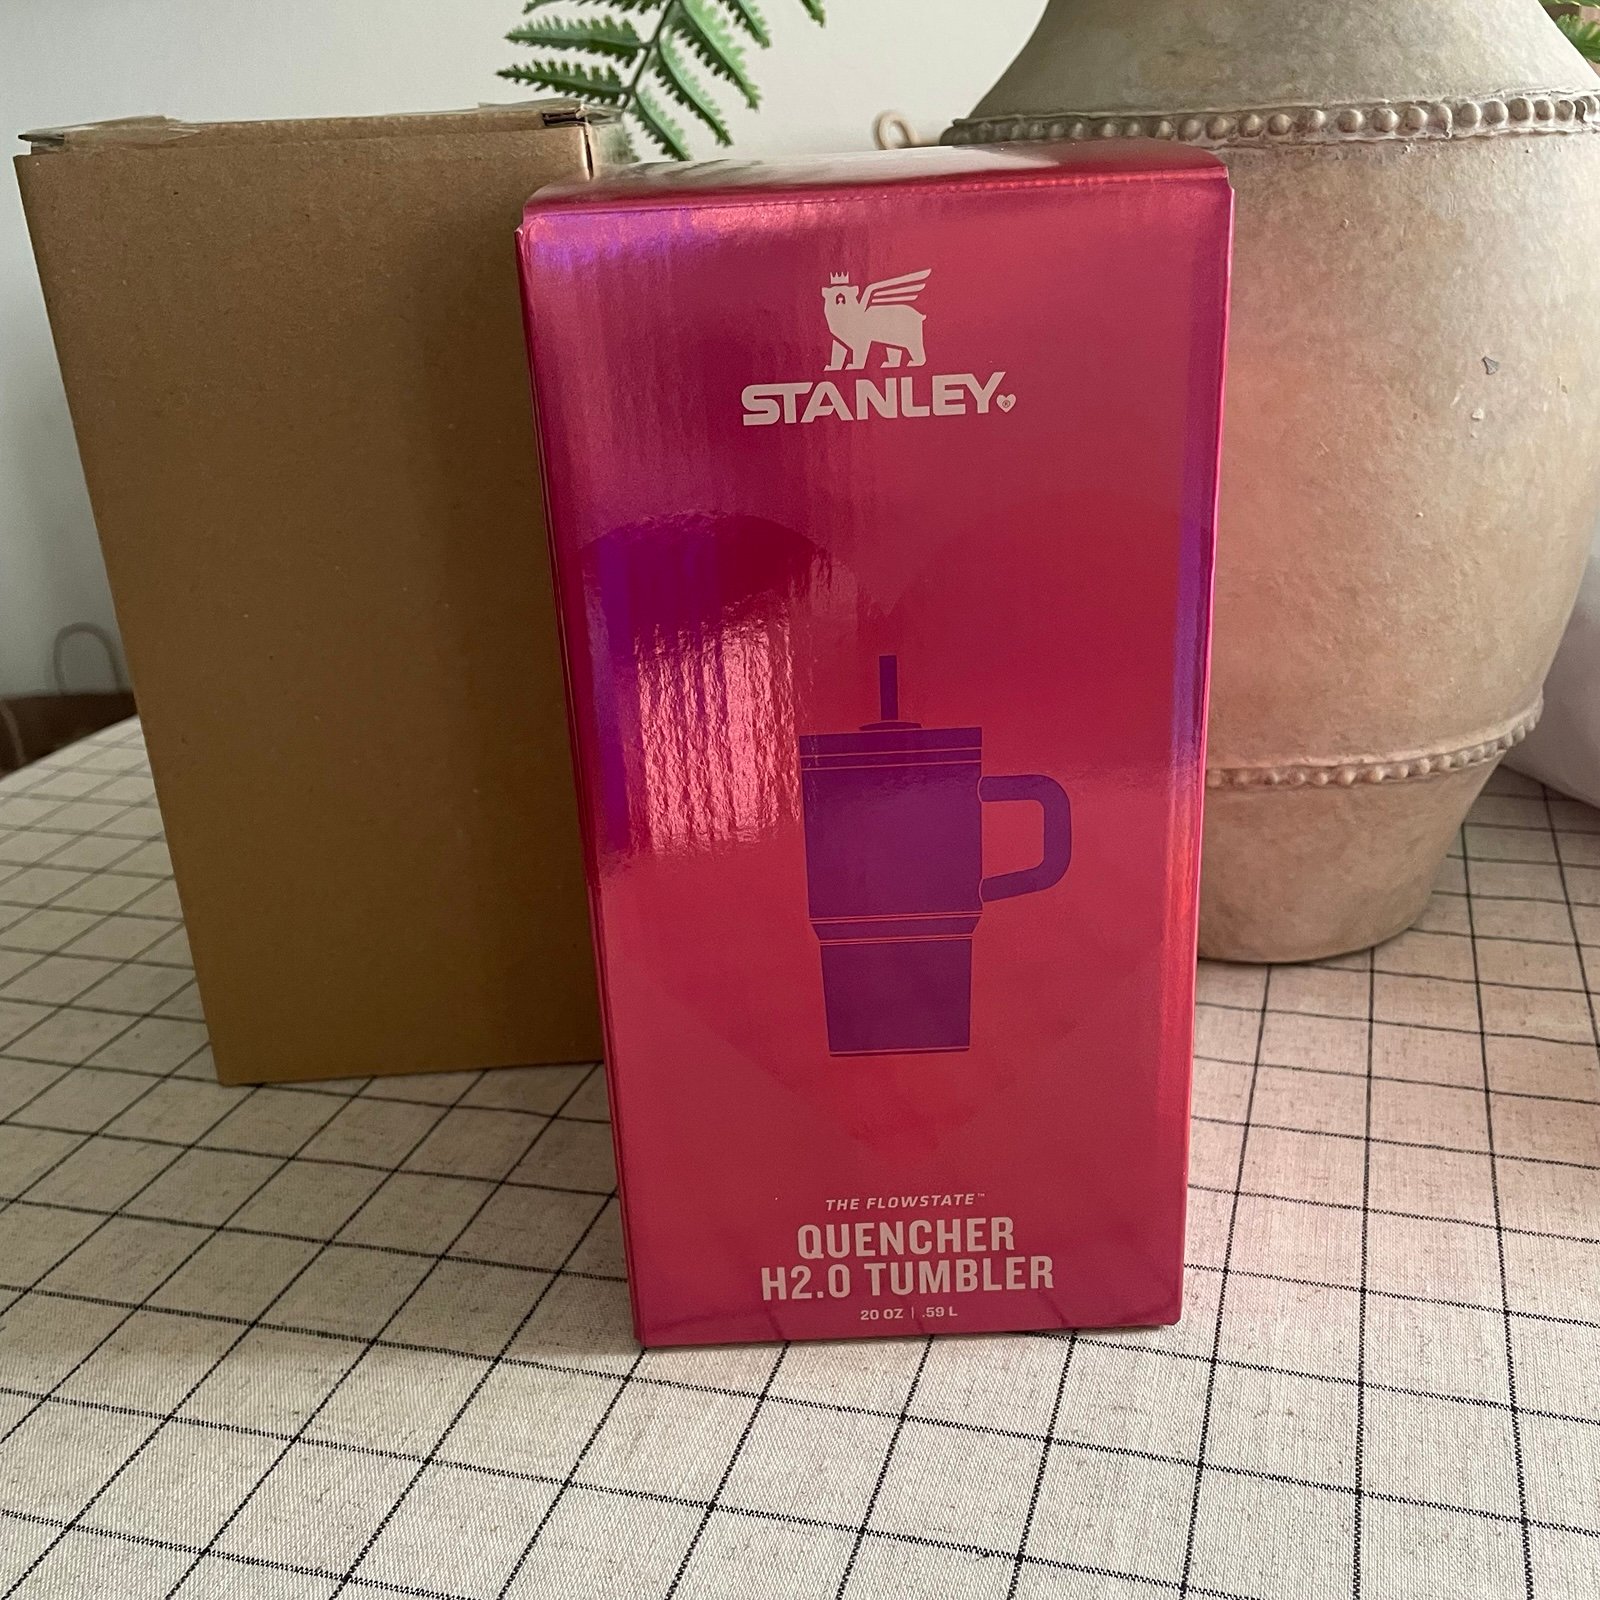 STANLEY
THE FLOWSTATE™
QUENCHER
H2.0 TUMBLER
20 OZ | .59 L